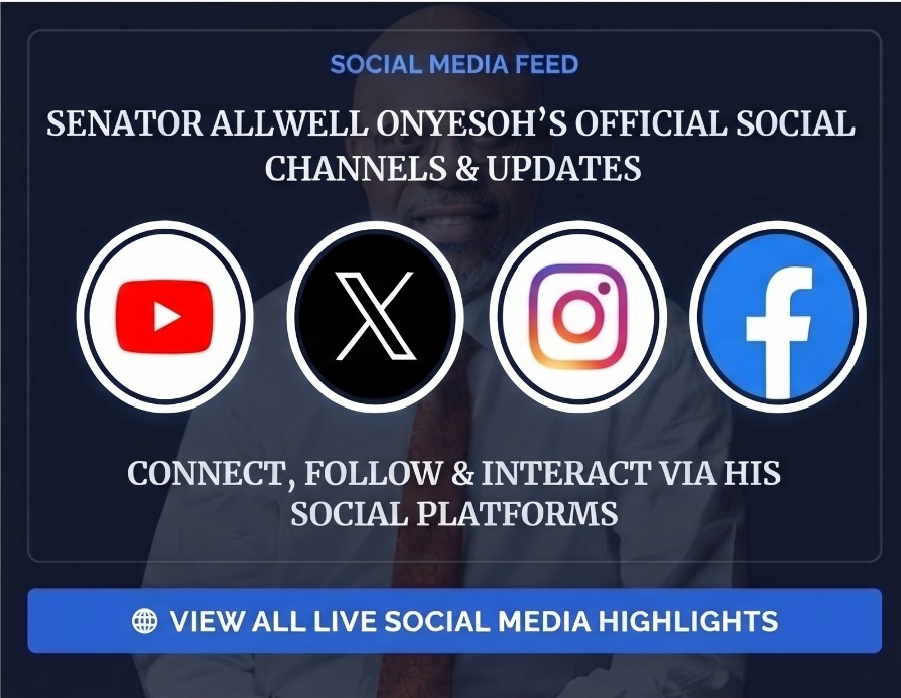 SOCIAL MEDIA FEED
SENATOR ALLWELL ONYESOH’S OFFICIAL SOCIAL
CHANNELS & UPDATES
CONNECT, FOLLOW & INTERACT VIA HIS
SOCIAL PLATFORMS
VIEW ALL LIVE SOCIAL MEDIA HIGHLIGHTS